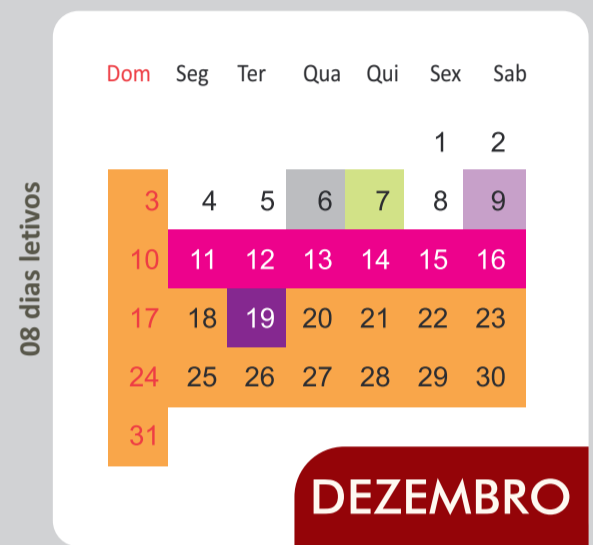 08 dias letivos
Dom Seg Ter Qua Qui Sex Sab
1 2
3 4 5 6 7 8 9
10 11 12 13 14 15 16
17 18 19 20 21 22 23
24 25 26 27 28 29 30
31
DEZEMBRO